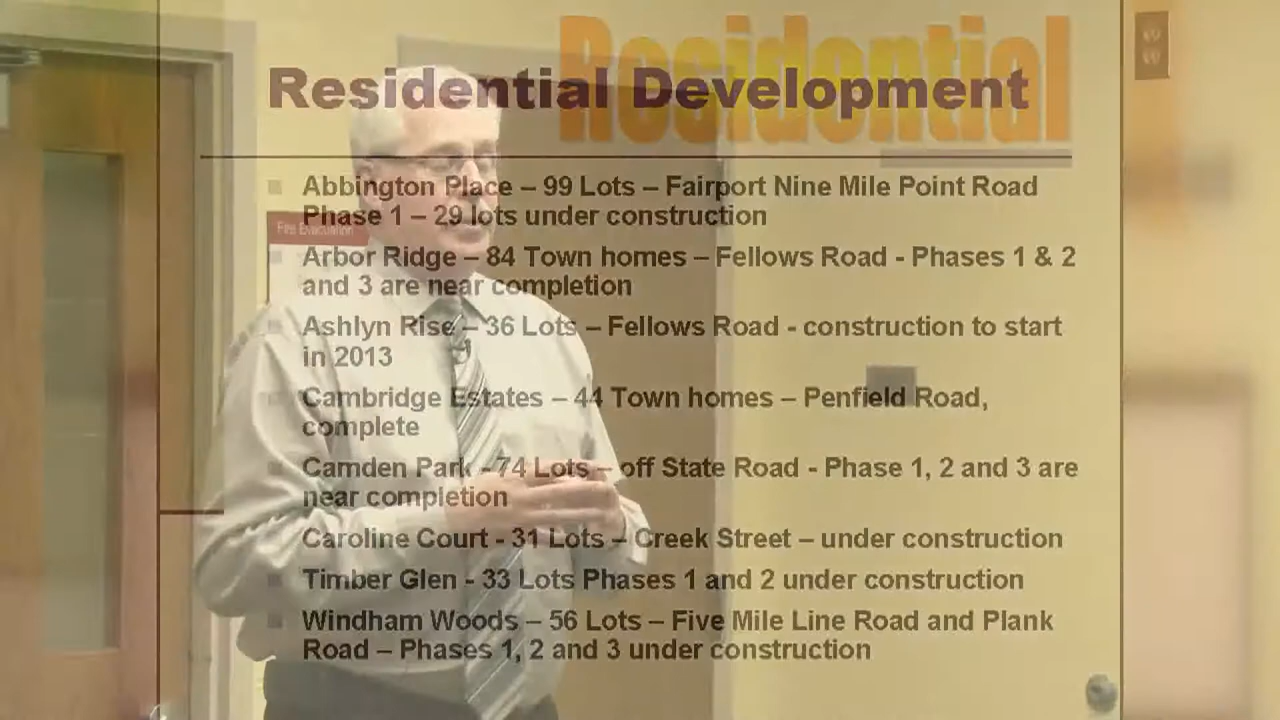 Residential
Residential Development
Abbington Place – 99 Lots – Fairport Nine Mile Point Road
Phase 1 – 29 lots under construction
Fire Evacuation
Arbor Ridge – 84 Town homes – Fellows Road - Phases 1 & 2
and 3 are near completion
Ashlyn Rise – 36 Lots – Fellows Road - construction to start
in 2013
Cambridge Estates – 44 Town homes – Penfield Road,
complete
Camden Park - 74 Lots – off State Road - Phase 1, 2 and 3 are
near completion
Caroline Court - 31 Lots – Creek Street – under construction
Timber Glen - 33 Lots Phases 1 and 2 under construction
Windham Woods – 56 Lots – Five Mile Line Road and Plank
Road – Phases 1, 2 and 3 under construction